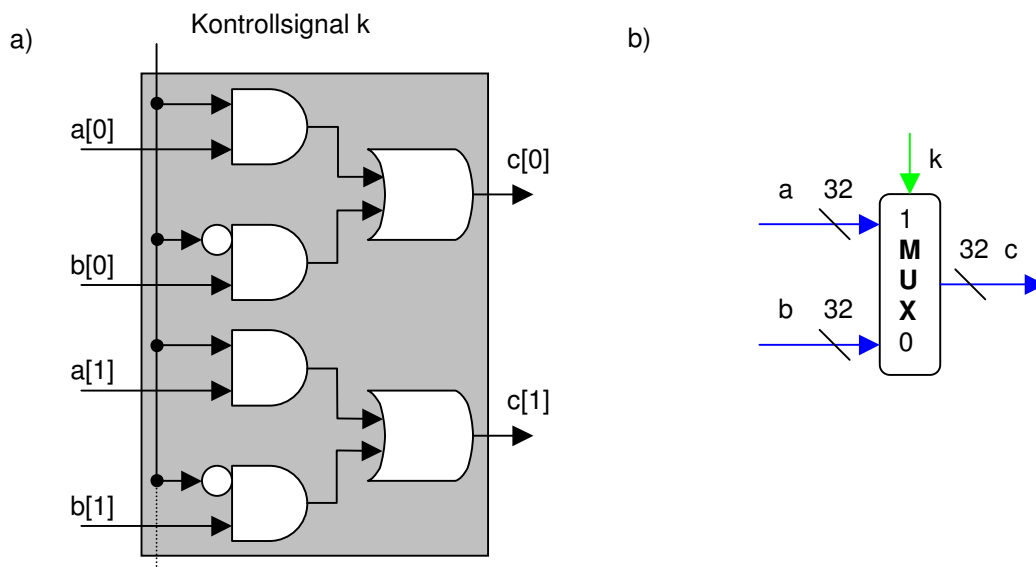 a)
Kontrollsignal k
a[0]
b[0]
a[1]
b[1]
c[0]
c[1]
b)
k
a 32
b 32
1
M
U
X
0
32 c